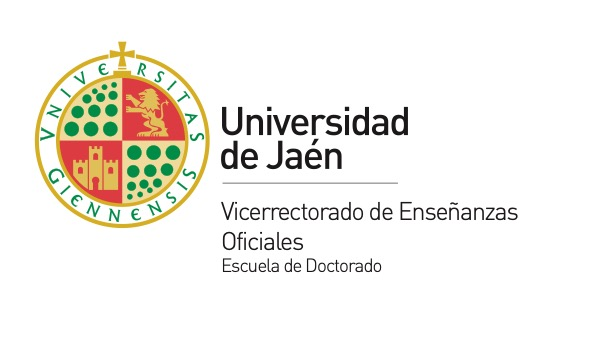 VNIVERSITAS
GIENNENSIS
Universidad
de Jaén
Vicerrectorado de Enseñanzas
Oficiales
Escuela de Doctorado